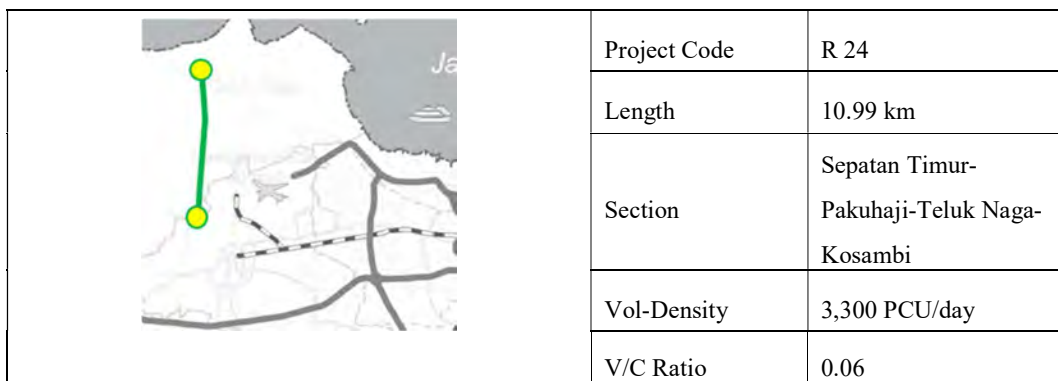 Ja
Project Code
R 24
Length
10.99 km
Section
Sepatan Timur-
Pakuhaji-Teluk Naga-
Kosambi
Vol-Density
3,300 PCU/day
V/C Ratio
0.06